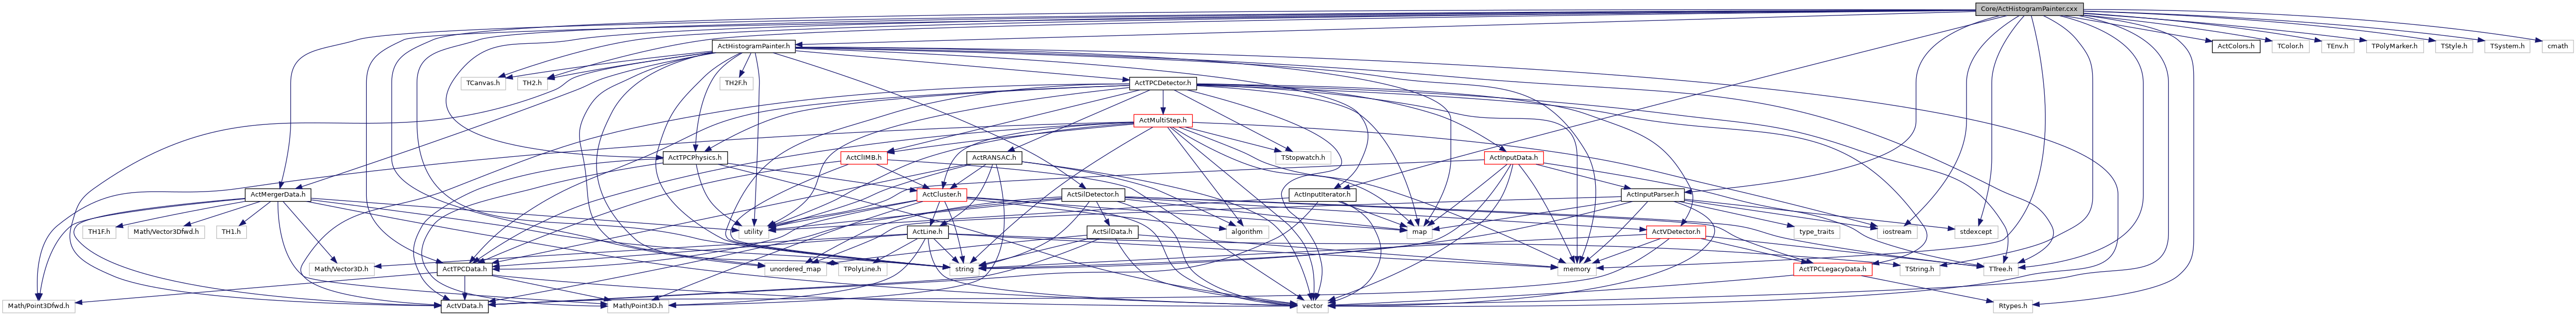 Core/ActHistogramPainter.cxx
ActHistogramPainter.h
ActColors.h
TColor.h
TEnv.h
TPolyMarker.h
TStyle.h
TSystem.h
cmath
TCanvas.h
TH2.h
TH2F.h
ActTPCDetector.h
ActMultiStep.h
ActTPCPhysics.h
ActClIMB.h
ActRANSAC.h
TStopwatch.h
ActInputData.h
ActMergerData.h
ActCluster.h
ActSilDetector.h
ActInputIterator.h
ActInputParser.h
TH1F.h
Math/Vector3Dfwd.h
TH1.h
utility
ActLine.h
ActSilData.h
algorithm
map
ActVDetector.h
type_traits
iostream
stdexcept
Math/Vector3D.h
ActTPCData.h
unordered_map
TPolyLine.h
string
memory
ActTPCLegacyData.h
TString.h
TTree.h
Math/Point3Dfwd.h
ActVData.h
Math/Point3D.h
vector
Rtypes.h